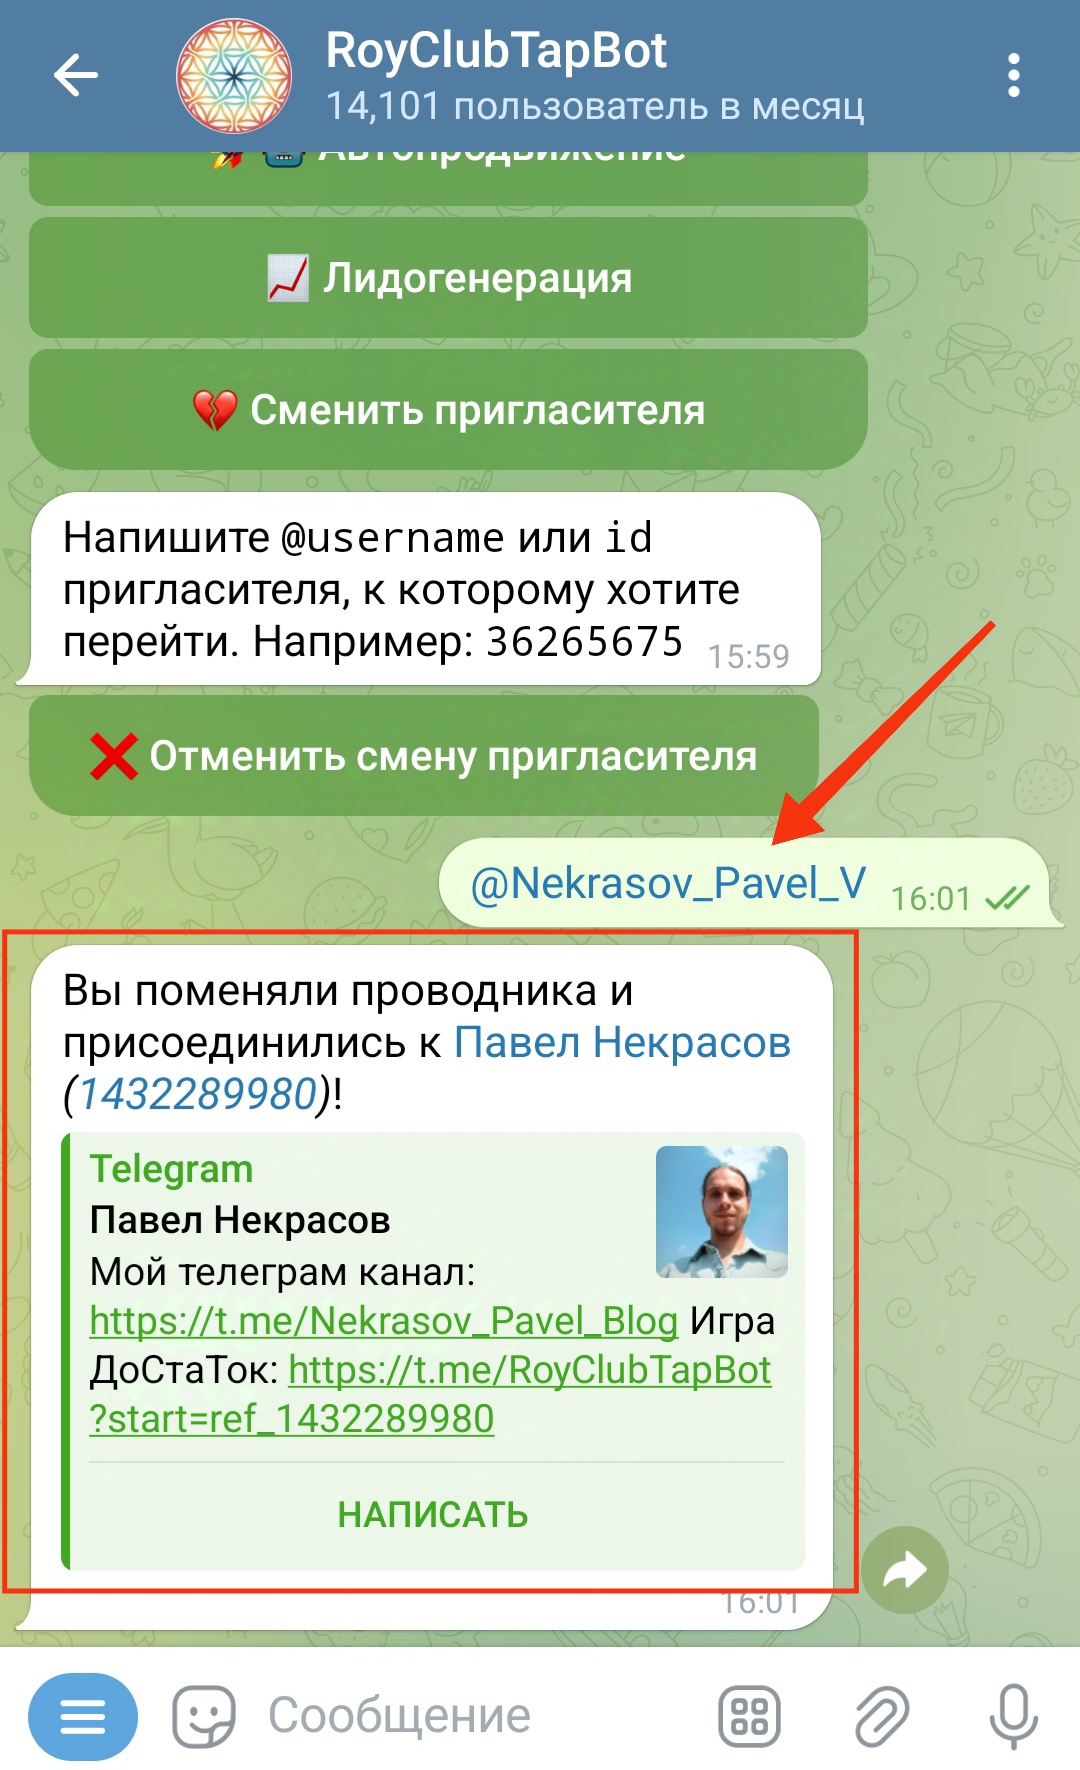 RoyClubTapBot
14,101 пользователь в месяц
Автопродвижение
Лидогенерация
Сменить пригласителя
Напишите @username или id
пригласителя, к которому хотите
перейти. Например: 36265675 15:59
Отменить смену пригласителя
@Nekrasov_Pavel_V 16:01
Вы поменяли проводника и
присоединились к Павел Некрасов
(1432289980)!
Telegram
Павел Некрасов
Мой телеграм канал:
https://t.me/Nekrasov_Pavel_Blog Игра
ДоСтаТок: https://t.me/RoyClubTapBot
?start=ref_1432289980
НАПИСАТЬ
16:01
Сообщение